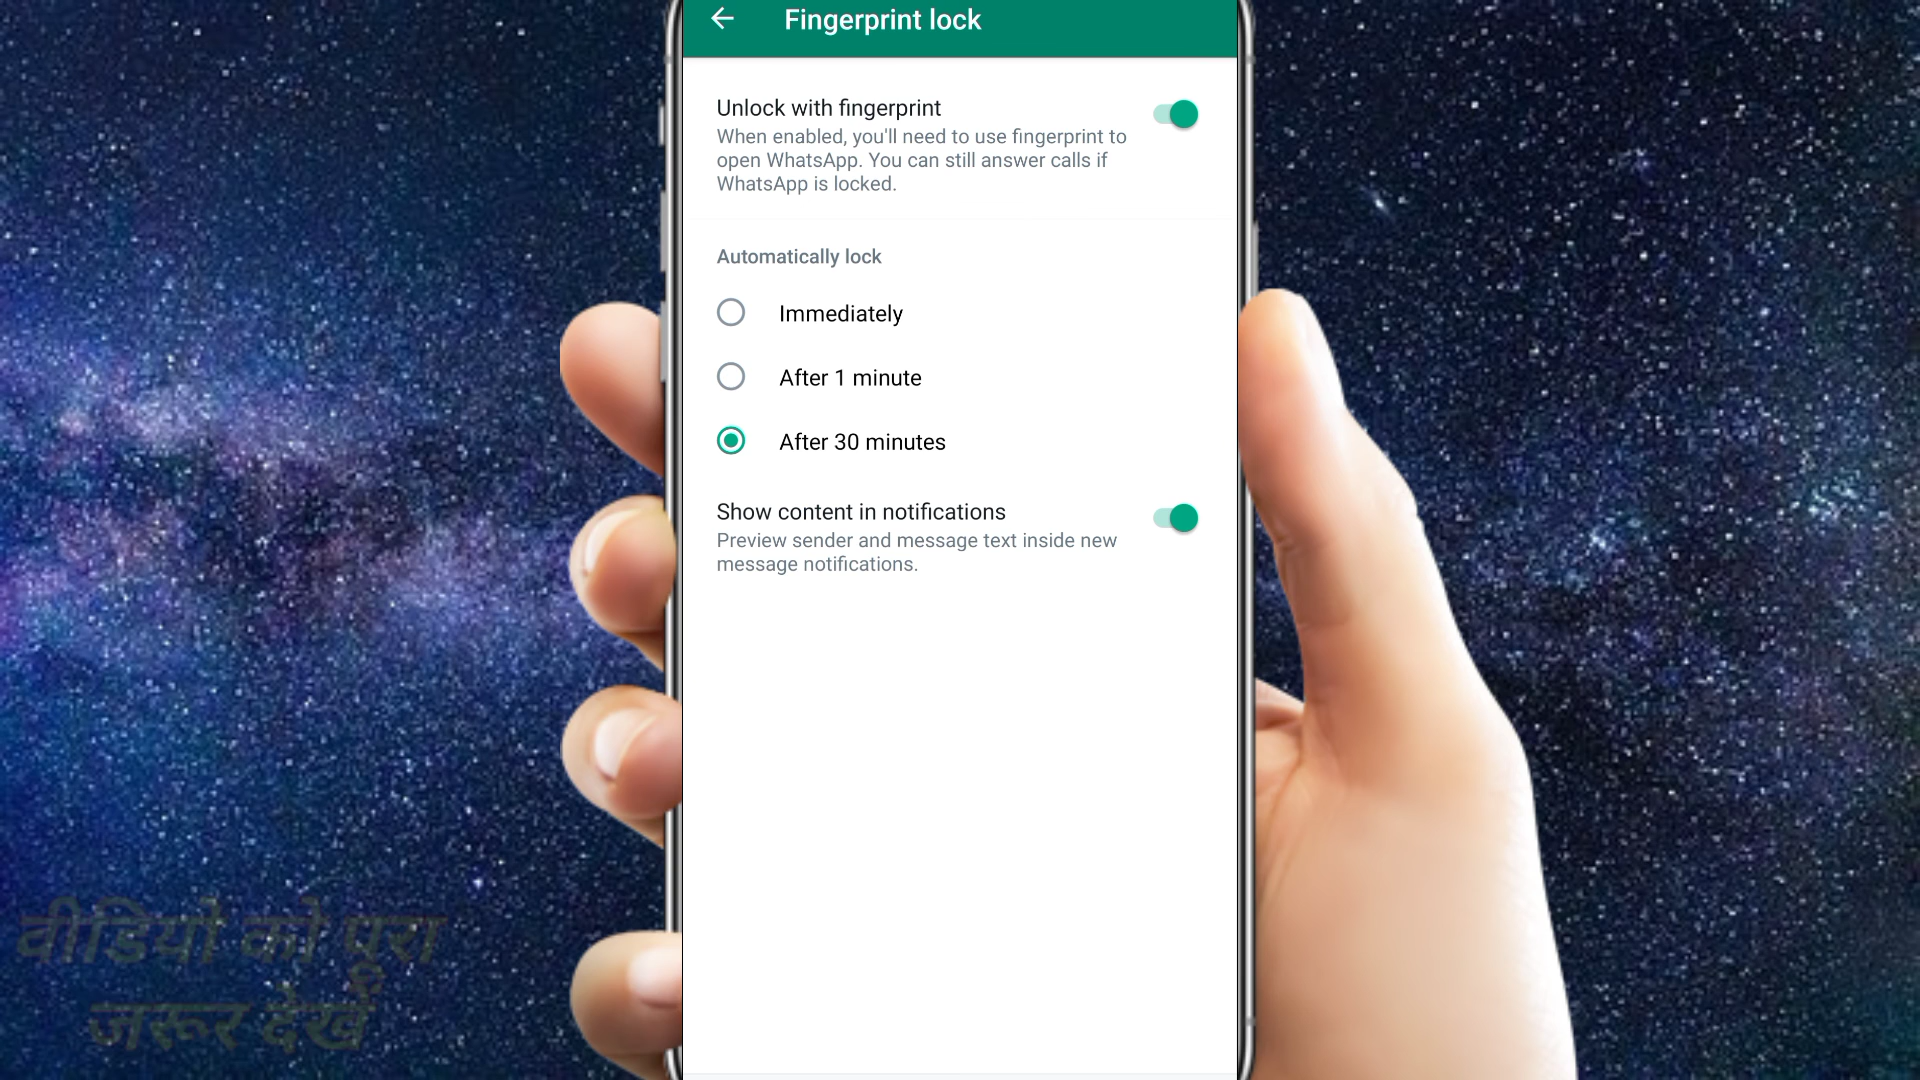 Fingerprint lock
Unlock with fingerprint
When enabled, you'll need to use fingerprint to
open WhatsApp. You can still answer calls if
WhatsApp is locked.
Automatically lock
Immediately
After 1 minute
After 30 minutes
Show content in notifications
Preview sender and message text inside new
message notifications.
वीडियो को पूरा
जरूर देखें